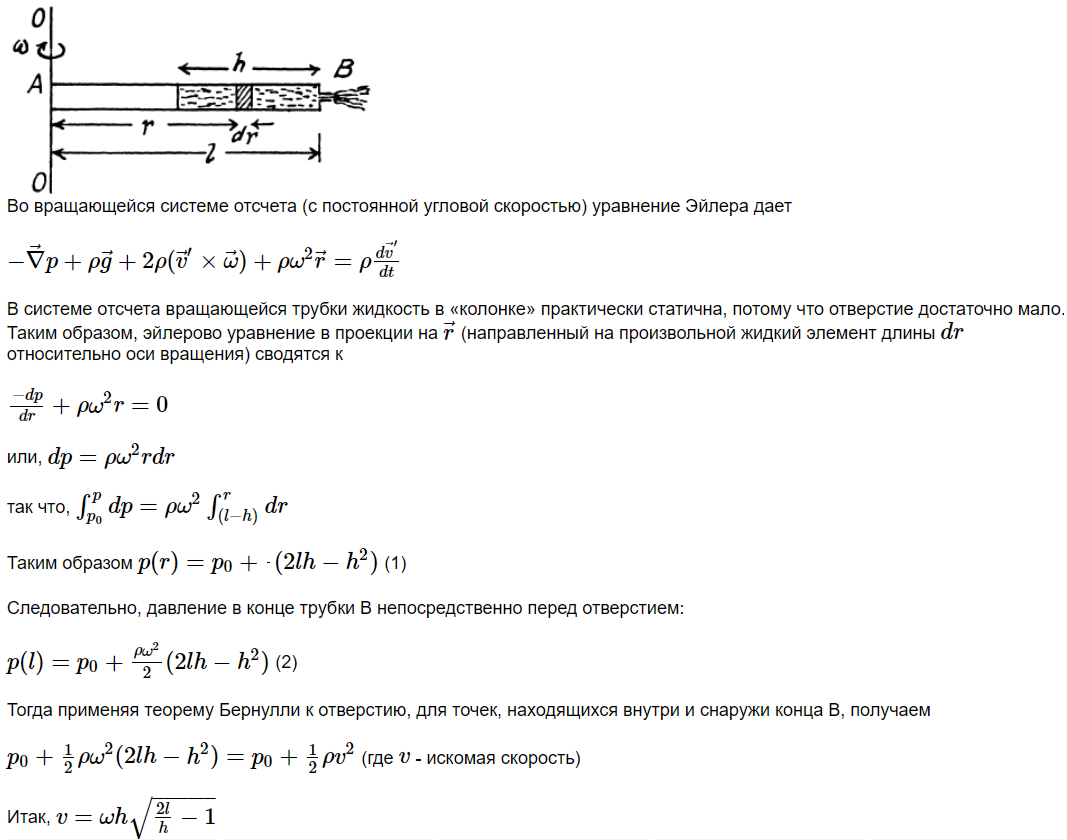 O
ω
A
h
B
r
dr
l
O
Во вращающейся системе отсчета (с постоянной угловой скоростью) уравнение Эйлера дает
$-\vec{\nabla}p + \rho\vec{g} + 2\rho(\vec{v}' \times \vec{\omega}) + \rho\omega^2\vec{r} = \rho\frac{d\vec{v}'}{dt}$
В системе отсчета вращающейся трубки жидкость в «колонке» практически статична, потому что отверстие достаточно мало.
Таким образом, эйлерово уравнение в проекции на $\vec{r}$ (направленный на произвольной жидкий элемент длины $dr$
относительно оси вращения) сводятся к
$\frac{-dp}{dr} + \rho\omega^2 r = 0$
или, $dp = \rho\omega^2 rdr$
так что, $\int_{p_0}^{p} dp = \rho\omega^2 \int_{(l-h)}^{r} dr$
Таким образом $p(r) = p_0 + \cdot (2lh - h^2)$ (1)
Следовательно, давление в конце трубки B непосредственно перед отверстием:
$p(l) = p_0 + \frac{\rho\omega^2}{2}(2lh - h^2)$ (2)
Тогда применяя теорему Бернулли к отверстию, для точек, находящихся внутри и снаружи конца B, получаем
$p_0 + \frac{1}{2}\rho\omega^2(2lh - h^2) = p_0 + \frac{1}{2}\rho v^2$ (где $v$ - искомая скорость)
Итак, $v = \omega h\sqrt{\frac{2l}{h} - 1}$